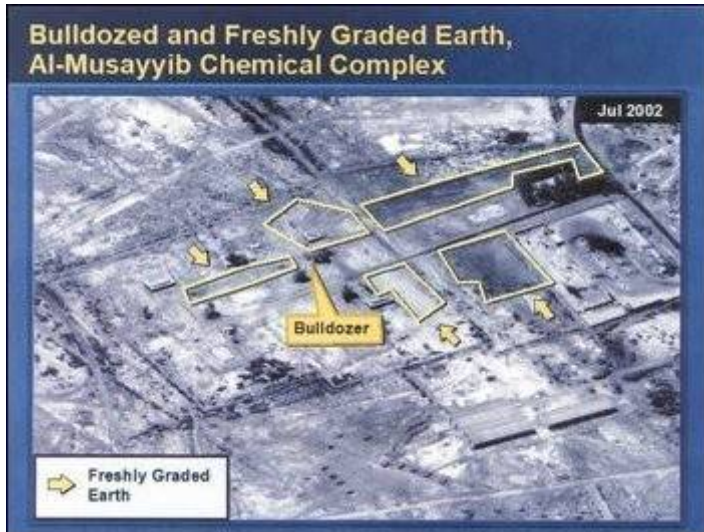 Bulldozed and Freshly Graded Earth,
Al-Musayyib Chemical Complex
Jul 2002
Bulldozer
Freshly Graded
Earth